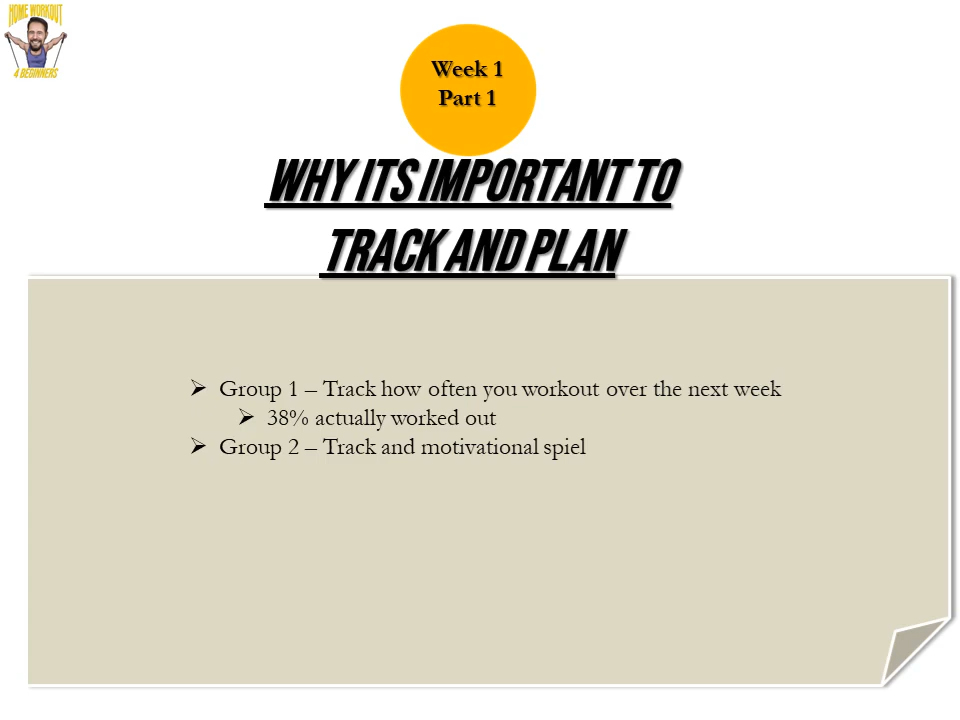 HOME WORKOUT
4 BEGINNERS
Week 1
Part 1
WHY ITS IMPORTANT TO
TRACK AND PLAN
➢ Group 1 – Track how often you workout over the next week
➢ 38% actually worked out
➢ Group 2 – Track and motivational spiel